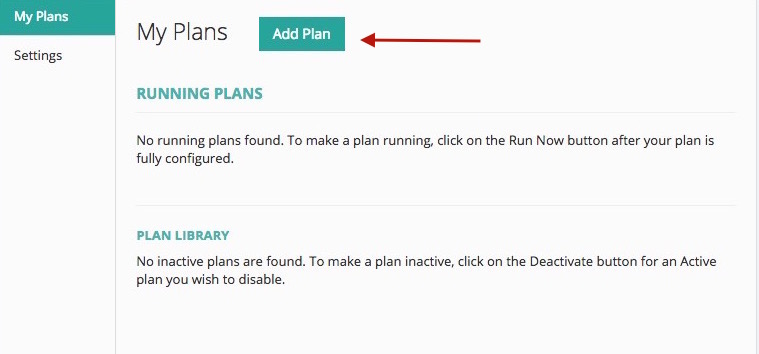 My Plans
Settings
My Plans
Add Plan
RUNNING PLANS
No running plans found. To make a plan running, click on the Run Now button after your plan is
fully configured.
PLAN LIBRARY
No inactive plans are found. To make a plan inactive, click on the Deactivate button for an Active
plan you wish to disable.